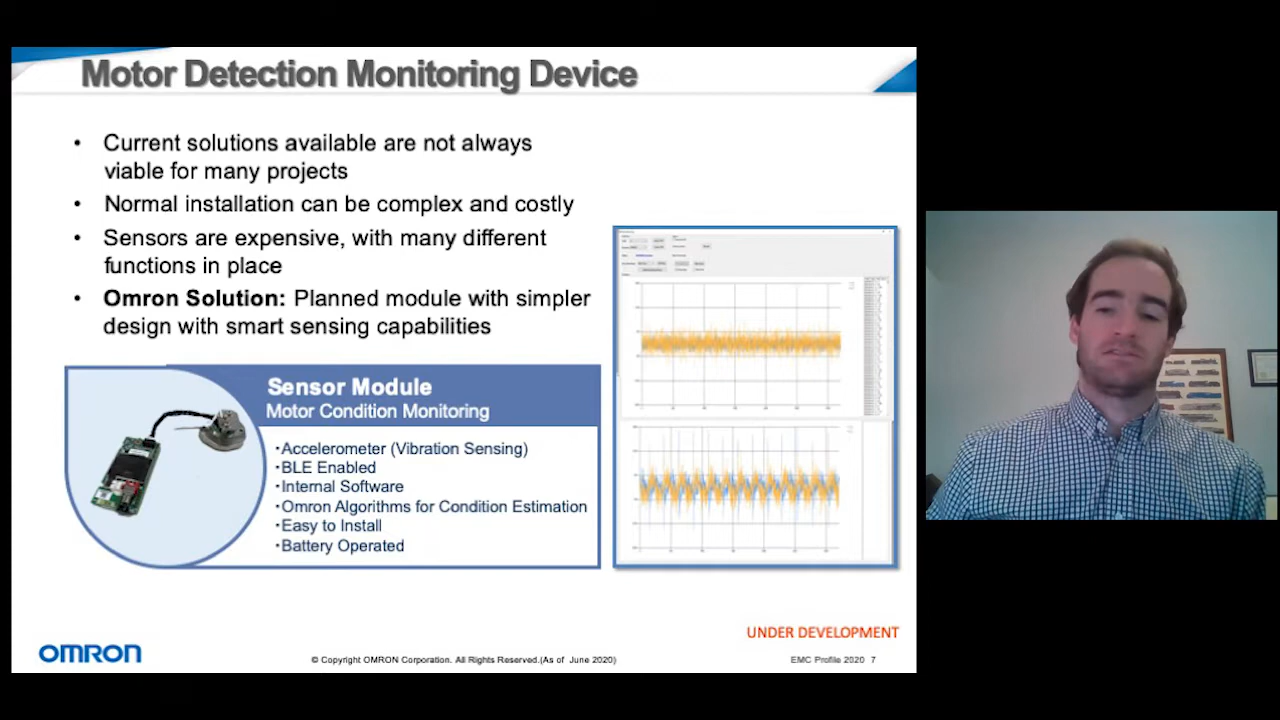 Motor Detection Monitoring Device
• Current solutions available are not always
viable for many projects
• Normal installation can be complex and costly
• Sensors are expensive, with many different
functions in place
• Omron Solution: Planned module with simpler
design with smart sensing capabilities
Sensor Module
Motor Condition Monitoring
·Accelerometer (Vibration Sensing)
·BLE Enabled
·Internal Software
·Omron Algorithms for Condition Estimation
·Easy to Install
·Battery Operated
UNDER DEVELOPMENT
OMRON
© Copyright OMRON Corporation. All Rights Reserved.(As of June 2020)
EMC Profile 2020 7